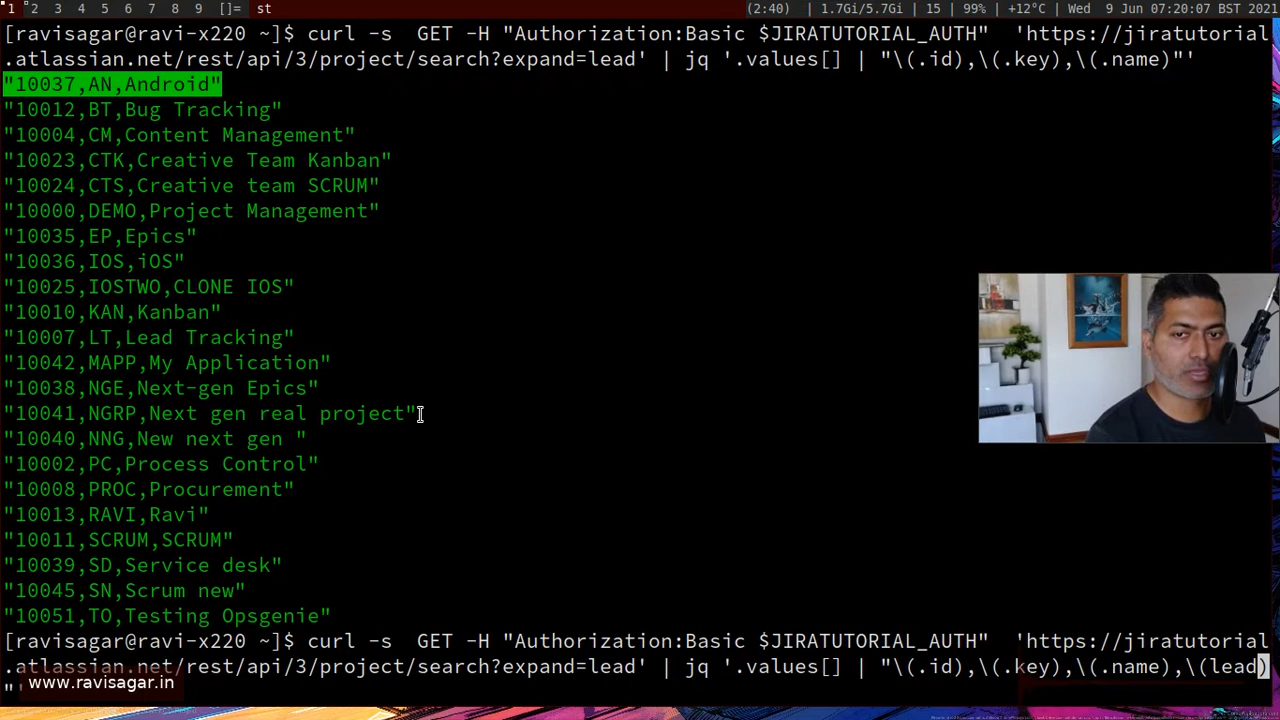 1 2 3 4 5 6 7 8 9 []= st (2:40) | 1.7Gi/5.7Gi | 15 | 99% | +12°C | Wed 9 Jun 07:20:07 BST 2021
[ravisagar@ravi-x220 ~]$ curl -s  GET -H "Authorization:Basic $JIRATUTORIAL_AUTH"  'https://jiratutorial
.atlassian.net/rest/api/3/project/search?expand=lead' | jq '.values[] | "\(.id),\(.key),\(.name)"'
"10037,AN,Android"
"10012,BT,Bug Tracking"
"10004,CM,Content Management"
"10023,CTK,Creative Team Kanban"
"10024,CTS,Creative team SCRUM"
"10000,DEMO,Project Management"
"10035,EP,Epics"
"10036,IOS,iOS"
"10025,IOSTWO,CLONE IOS"
"10010,KAN,Kanban"
"10007,LT,Lead Tracking"
"10042,MAPP,My Application"
"10038,NGE,Next-gen Epics"
"10041,NGRP,Next gen real project"
"10040,NNG,New next gen "
"10002,PC,Process Control"
"10008,PROC,Procurement"
"10013,RAVI,Ravi"
"10011,SCRUM,SCRUM"
"10039,SD,Service desk"
"10045,SN,Scrum new"
"10051,TO,Testing Opsgenie"
[ravisagar@ravi-x220 ~]$ curl -s  GET -H "Authorization:Basic $JIRATUTORIAL_AUTH"  'https://jiratutorial
.atlassian.net/rest/api/3/project/search?expand=lead' | jq '.values[] | "\(.id),\(.key),\(.name),\(lead)
"'
www.ravisagar.in